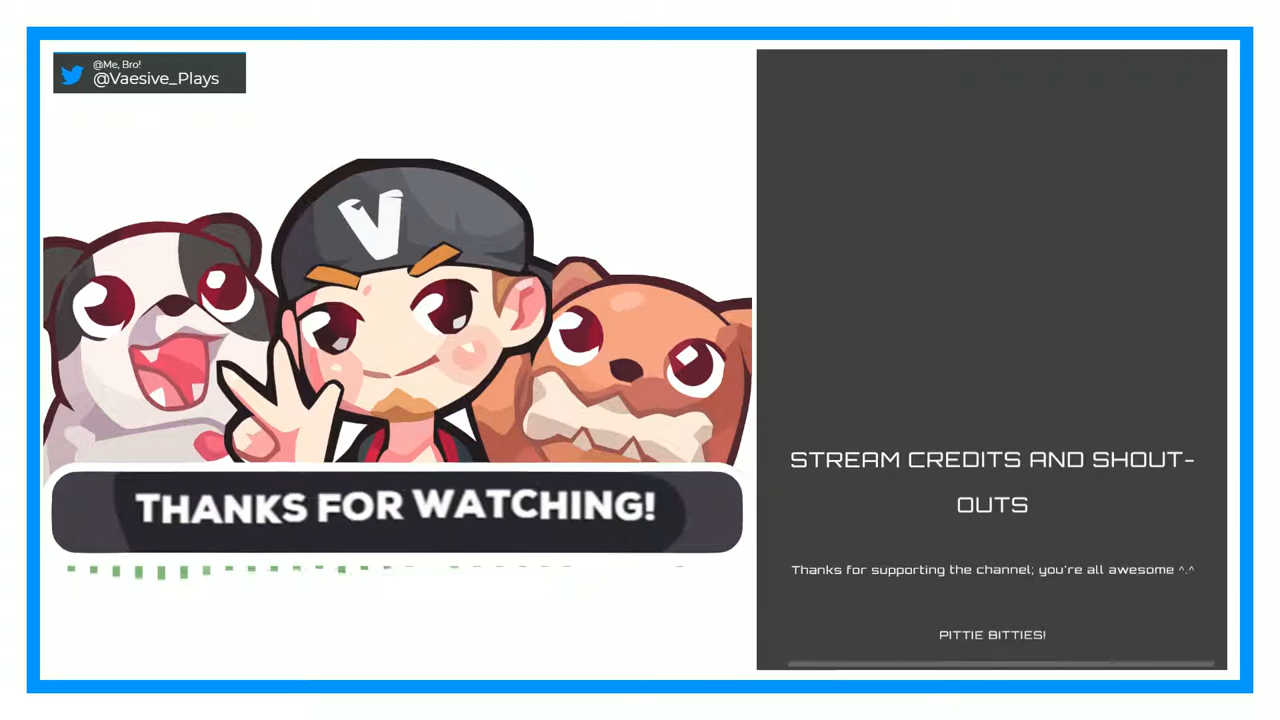 @Me, Bro!
@Vaesive_Plays
V
THANKS FOR WATCHING!
STREAM CREDITS AND SHOUT-
OUTS
Thanks for supporting the channel; you're all awesome ^.^
PITTIE BITTIES!